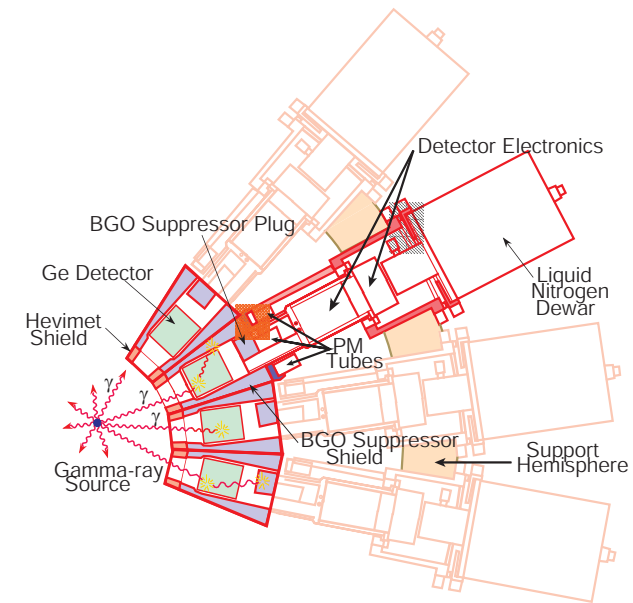 Detector Electronics
BGO Suppressor Plug
Ge Detector
Liquid
Nitrogen
Dewar
Hevimet
Shield
PM
Tubes
γ
γ
γ
BGO Suppressor
Shield
Support
Hemisphere
Gamma-ray
Source